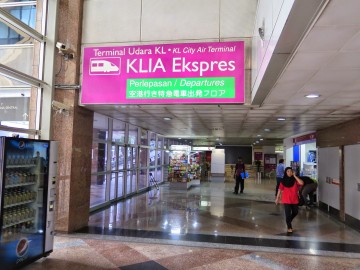 Terminal Udara KL • KL City Air Terminal
KLIA Ekspres
Perlepasan / Departures
空港行き特急電車出発フロア
pepsi